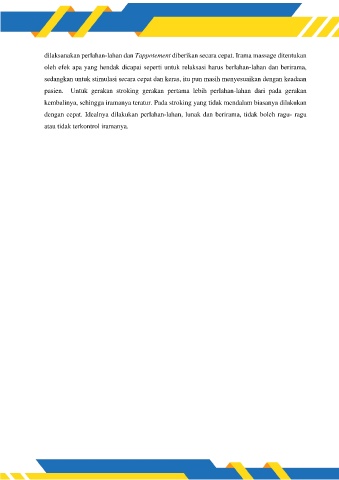 dilaksanakan perlahan-lahan dan Tappotement diberikan secara cepat. Irama massage ditentukan
oleh efek apa yang hendak dicapai seperti untuk relaksasi harus berlahan-lahan dan berirama,
sedangkan untuk stimulasi secara cepat dan keras, itu pun masih menyesuaikan dengan keadaan
pasien. Untuk gerakan stroking gerakan pertama lebih perlahan-lahan dari pada gerakan
kembalinya, sehingga iramanya teratur. Pada stroking yang tidak mendalam biasanya dilakukan
dengan cepat. Idealnya dilakukan perlahan-lahan, lunak dan berirama, tidak boleh ragu- ragu
atau tidak terkontrol iramanya.